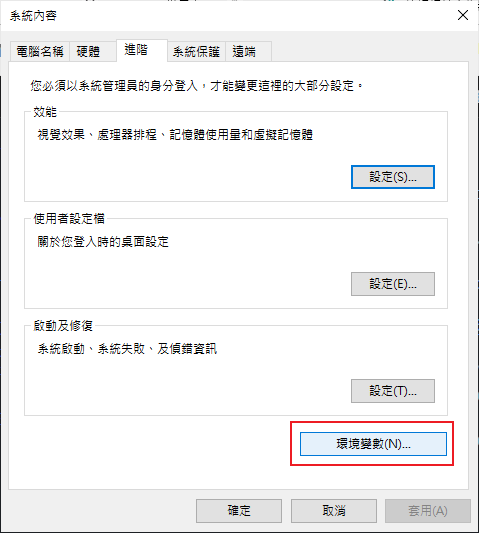 系統內容
電腦名稱 硬體 進階 系統保護 遠端
您必須以系統管理員的身分登入，才能變更這裡的大部分設定。
效能
視覺效果、處理器排程、記憶體使用量和虛擬記憶體
設定(S)...
使用者設定檔
關於您登入時的桌面設定
設定(E)...
啟動及修復
系統啟動、系統失敗、及偵錯資訊
設定(T)...
環境變數(N)...
確定 取消 套用(A)